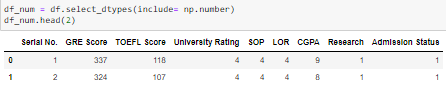 df_num = df.select_dtypes(include= np.number)
df_num.head(2)
Serial No. GRE Score TOEFL Score University Rating SOP LOR CGPA Research Admission Status
0 1 337 118 4 4 4 9 1 1
1 2 324 107 4 4 4 8 1 1